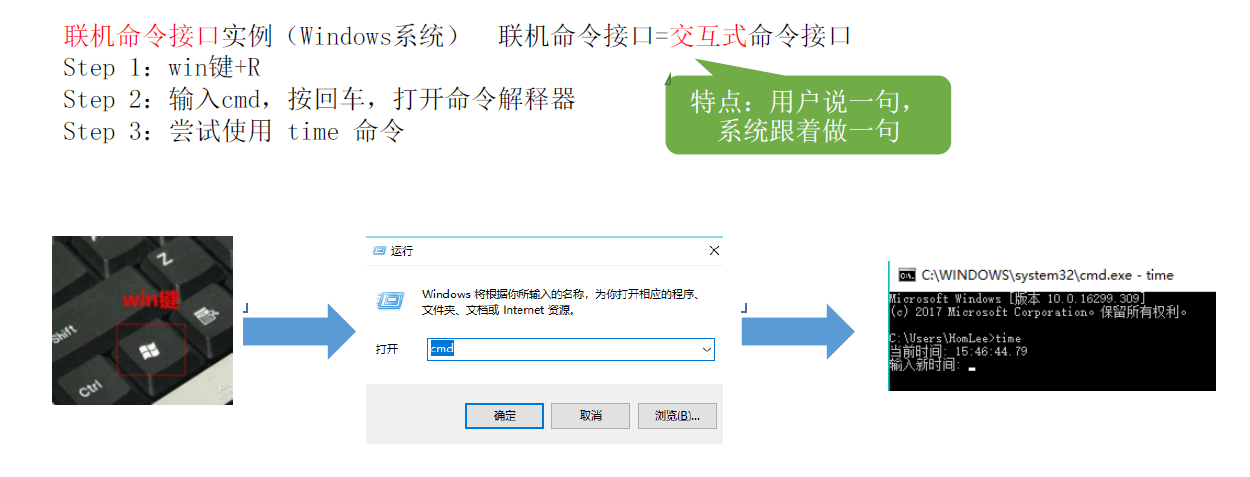 联机命令接口实例（Windows系统） 联机命令接口=交互式命令接口
Step 1：win键+R
Step 2：输入cmd，按回车，打开命令解释器
Step 3：尝试使用 time 命令
特点：用户说一句，
系统跟着做一句
Z
win键
Shift
Ctrl
运行
Windows 将根据你所输入的名称，为你打开相应的程序、
文件夹、文档或 Internet 资源。
打开
cmd
确定 取消 浏览(B)...
C:\WINDOWS\system32\cmd.exe - time
Microsoft Windows [版本 10.0.16299.309]
(c) 2017 Microsoft Corporation。保留所有权利。
C:\Users\HomLee>time
当前时间: 15:46:44.79
输入新时间: